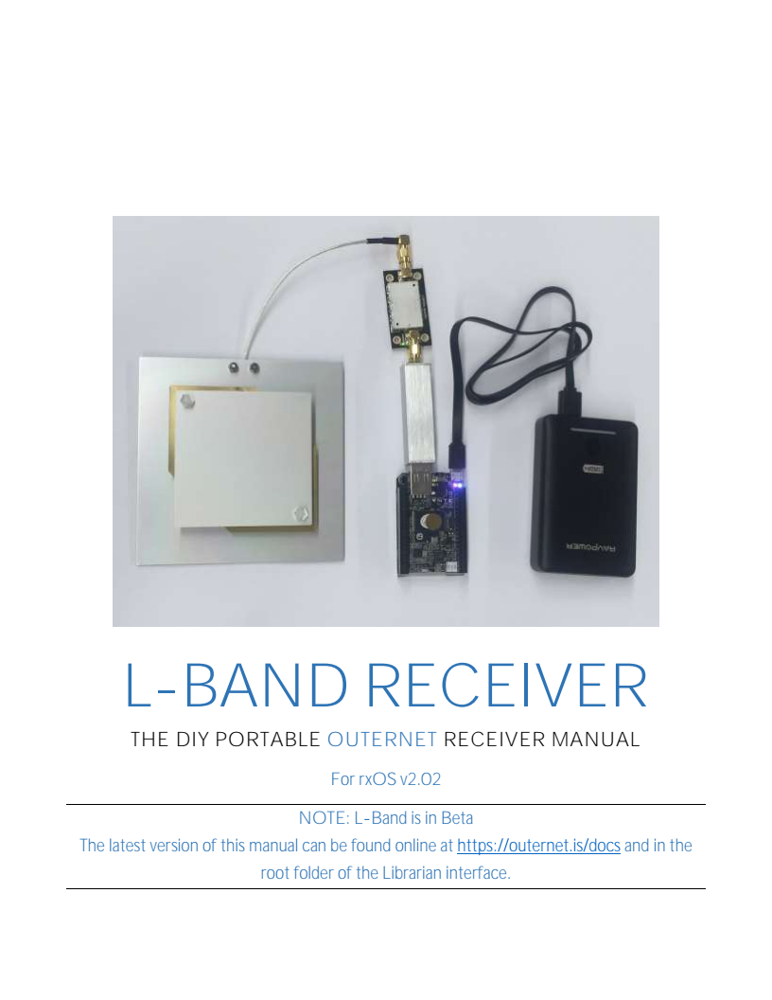 RAVPOWER
L-BAND RECEIVER
THE DIY PORTABLE OUTERNET RECEIVER MANUAL
For rxOS v2.02
NOTE: L-Band is in Beta
The latest version of this manual can be found online at https://outernet.is/docs and in the
root folder of the Librarian interface.